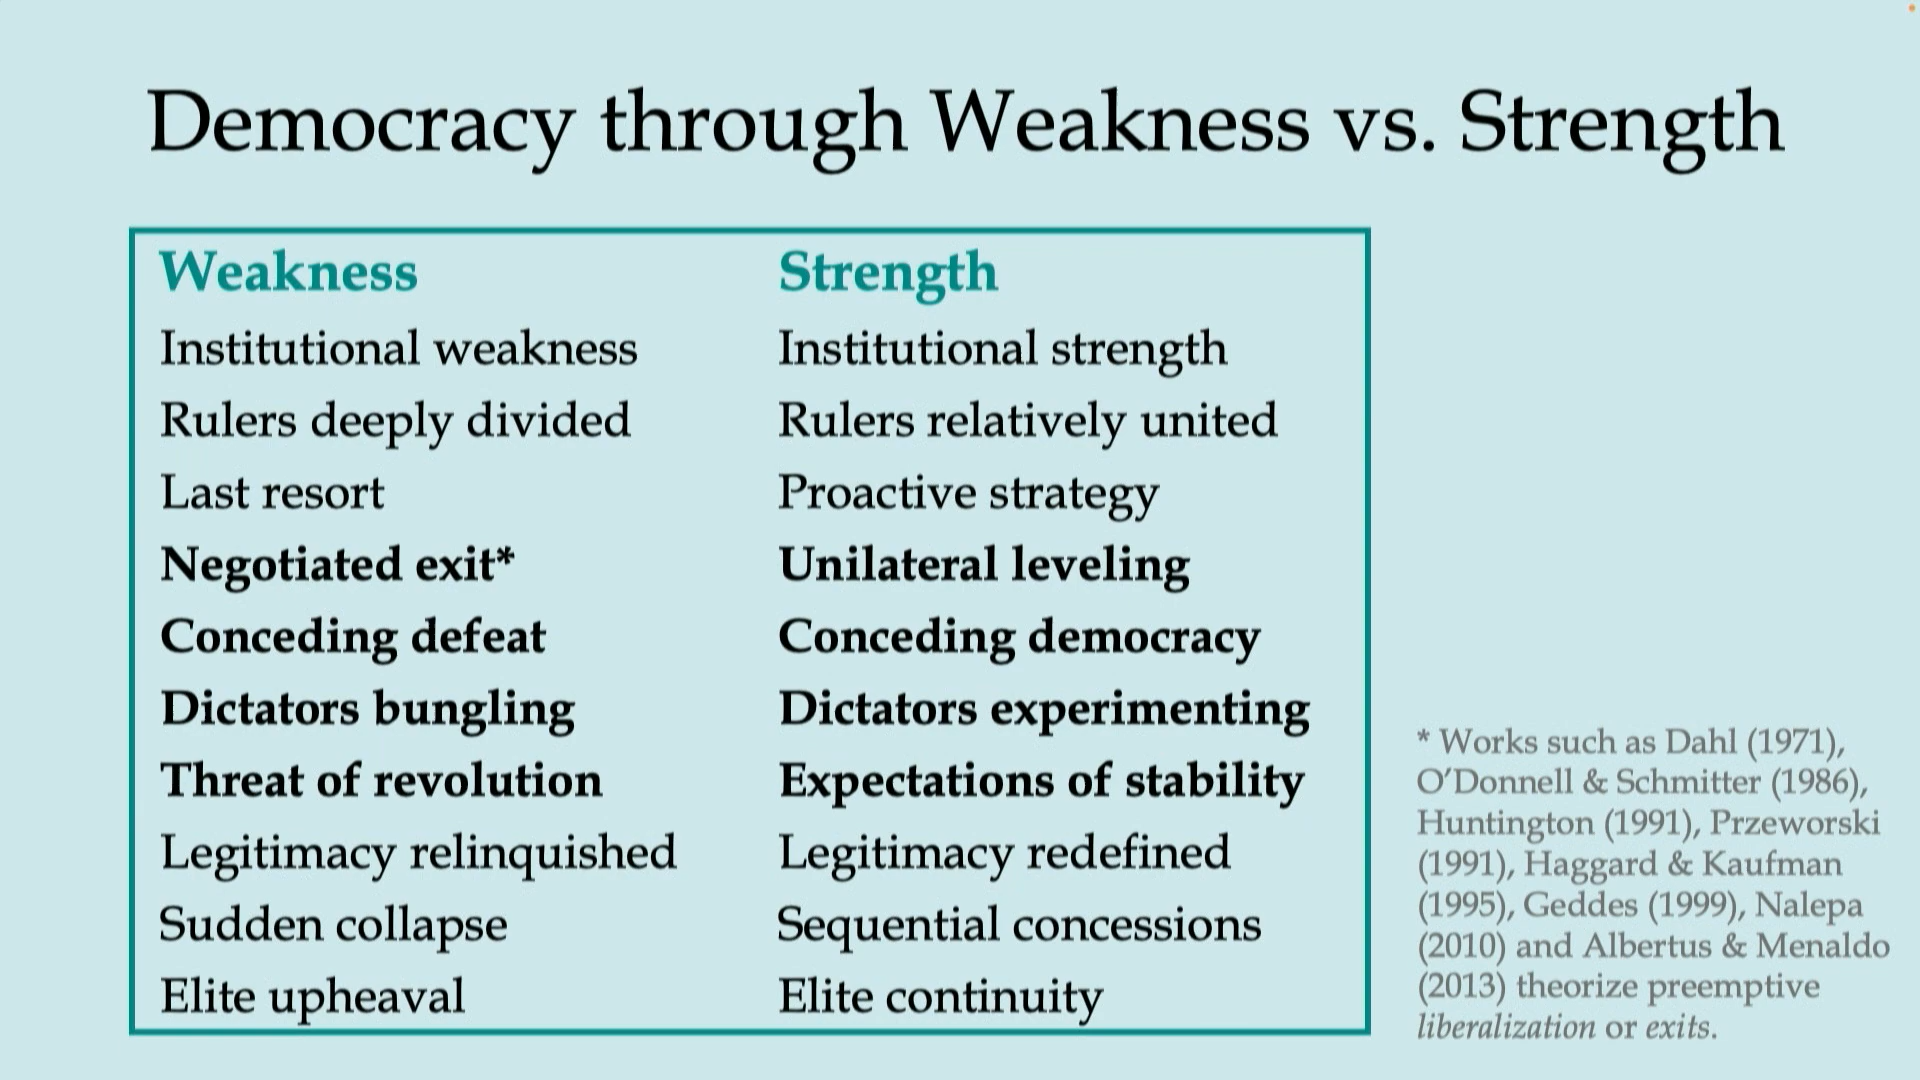 Democracy through Weakness vs. Strength
Weakness Strength
Institutional weakness Institutional strength
Rulers deeply divided Rulers relatively united
Last resort Proactive strategy
Negotiated exit* Unilateral leveling
Conceding defeat Conceding democracy
Dictators bungling Dictators experimenting
Threat of revolution Expectations of stability
Legitimacy relinquished Legitimacy redefined
Sudden collapse Sequential concessions
Elite upheaval Elite continuity
* Works such as Dahl (1971),
O’Donnell & Schmitter (1986),
Huntington (1991), Przeworski
(1991), Haggard & Kaufman
(1995), Geddes (1999), Nalepa
(2010) and Albertus & Menaldo
(2013) theorize preemptive
liberalization or exits.